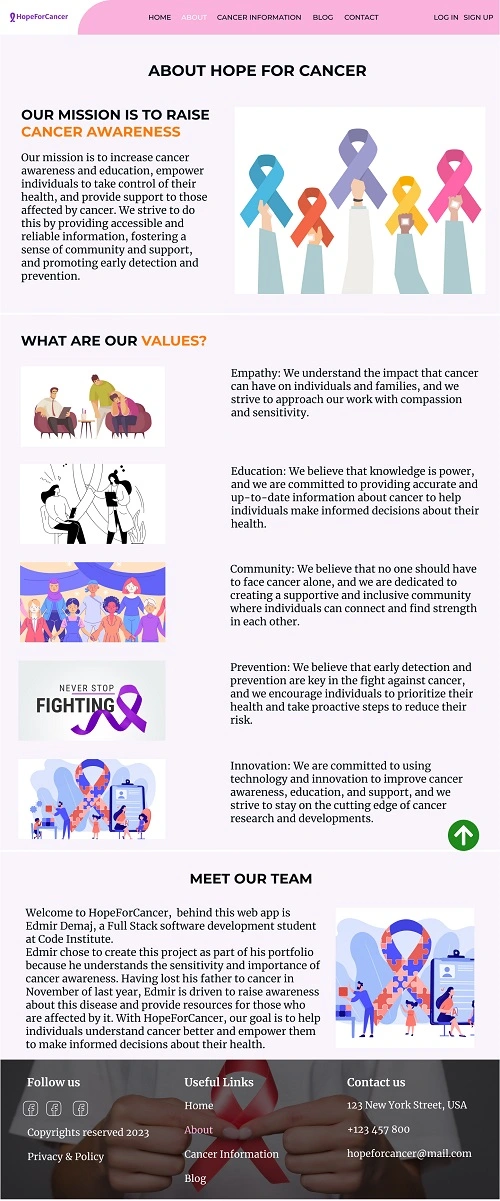 HopeForCancer
HOME ABOUT CANCER INFORMATION BLOG CONTACT LOG IN SIGN UP
ABOUT HOPE FOR CANCER
OUR MISSION IS TO RAISE
CANCER AWARENESS
Our mission is to increase cancer
awareness and education, empower
individuals to take control of their
health, and provide support to those
affected by cancer. We strive to do
this by providing accessible and
reliable information, fostering a
sense of community and support,
and promoting early detection and
prevention.
WHAT ARE OUR VALUES?
Empathy: We understand the impact that cancer
can have on individuals and families, and we
strive to approach our work with compassion
and sensitivity.
Education: We believe that knowledge is power,
and we are committed to providing accurate and
up-to-date information about cancer to help
individuals make informed decisions about their
health.
Community: We believe that no one should have
to face cancer alone, and we are dedicated to
creating a supportive and inclusive community
where individuals can connect and find strength
in each other.
NEVER STOP
FIGHTING
Prevention: We believe that early detection and
prevention are key in the fight against cancer,
and we encourage individuals to prioritize their
health and take proactive steps to reduce their
risk.
Innovation: We are committed to using
technology and innovation to improve cancer
awareness, education, and support, and we
strive to stay on the cutting edge of cancer
research and developments.
MEET OUR TEAM
Welcome to HopeForCancer, behind this web app is
Edmir Demaj, a Full Stack software development student
at Code Institute.
Edmir chose to create this project as part of his portfolio
because he understands the sensitivity and importance of
cancer awareness. Having lost his father to cancer in
November of last year, Edmir is driven to raise awareness
about this disease and provide resources for those who
are affected by it. With HopeForCancer, our goal is to help
individuals understand cancer better and empower them
to make informed decisions about their health.
Follow us
Copyrights reserved 2023
Privacy & Policy
Useful Links
Home
About
Cancer Information
Blog
Contact us
123 New York Street, USA
+123 457 800
hopeforcancer@mail.com